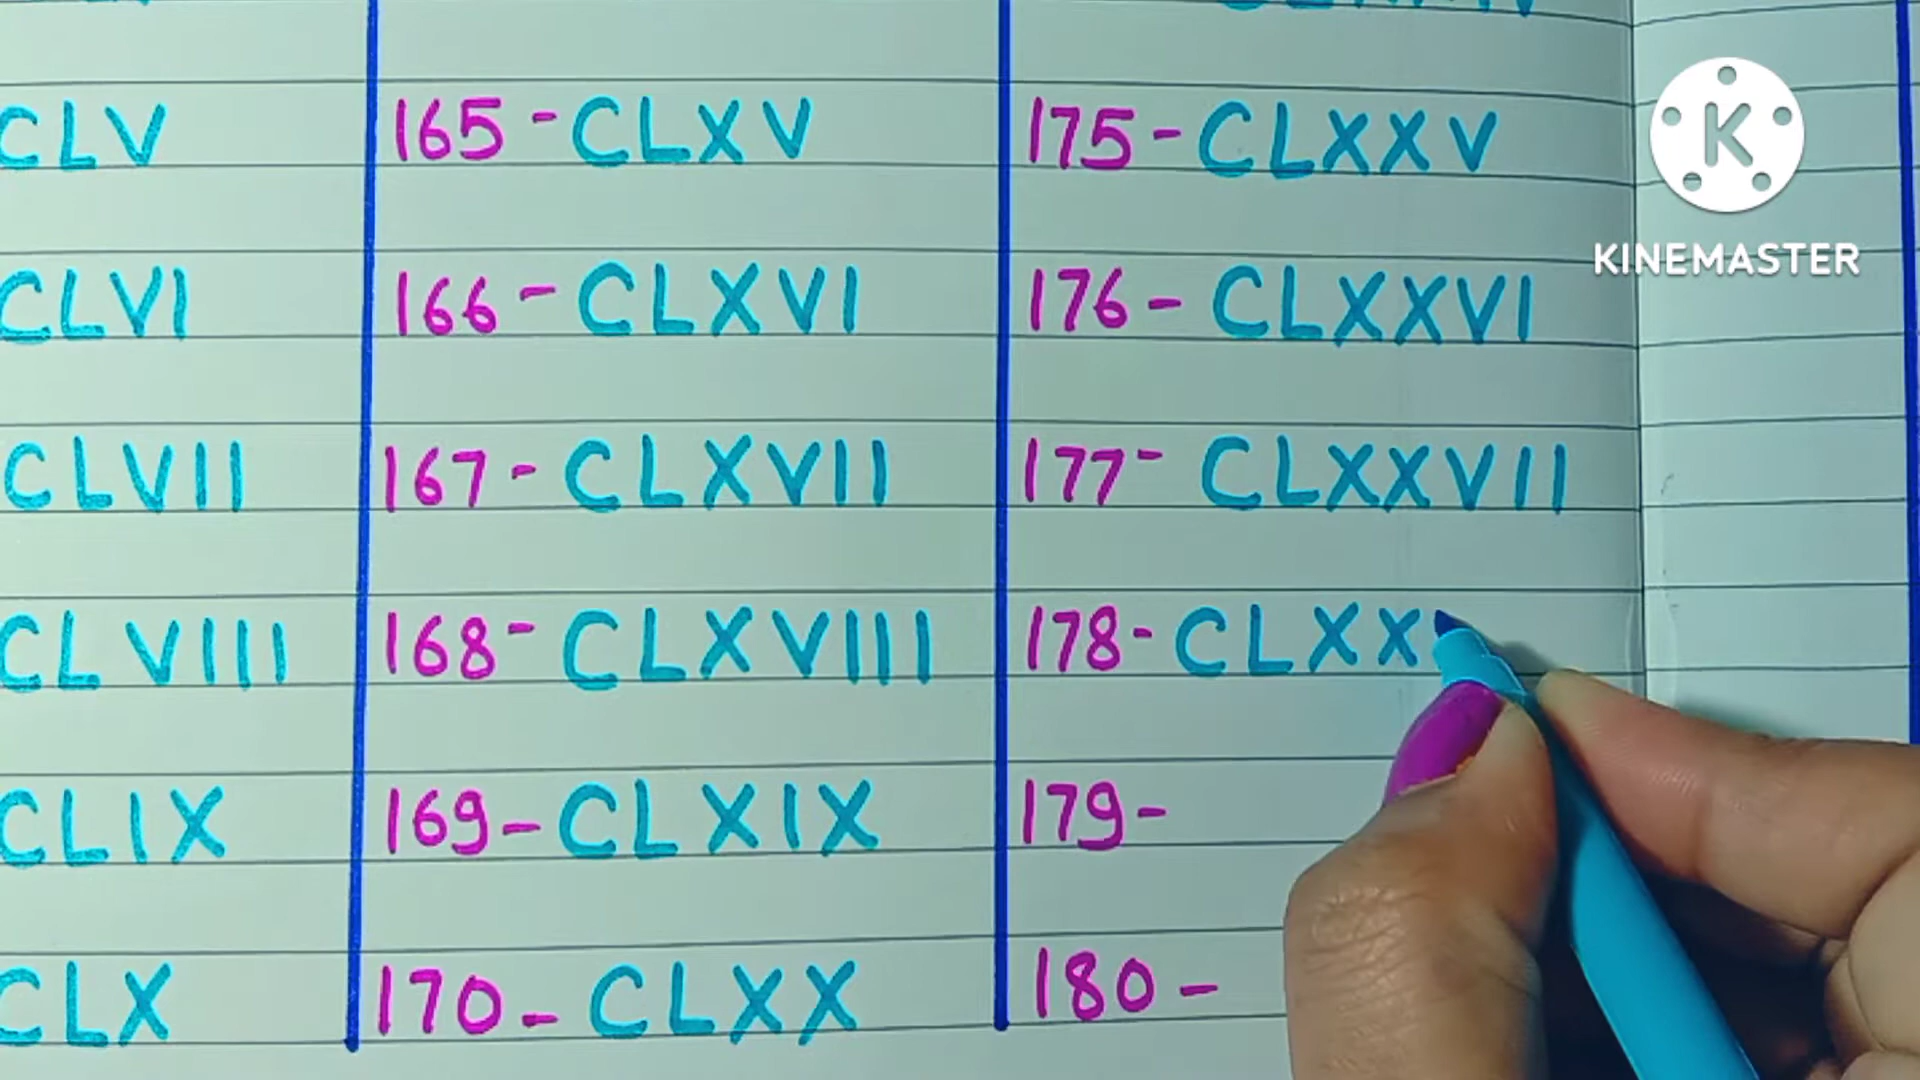 CLV 165 - CLXV 175 - CLXXV
CLVI 166 - CLXVI 176 - CLXXVI
CLVII 167 - CLXVII 177 - CLXXVII
CLVIII 168 - CLXVIII 178 - CLXX
CLIX 169 - CLXIX 179 -
CLX 170 - CLXX 180 -
K
KINEMASTER